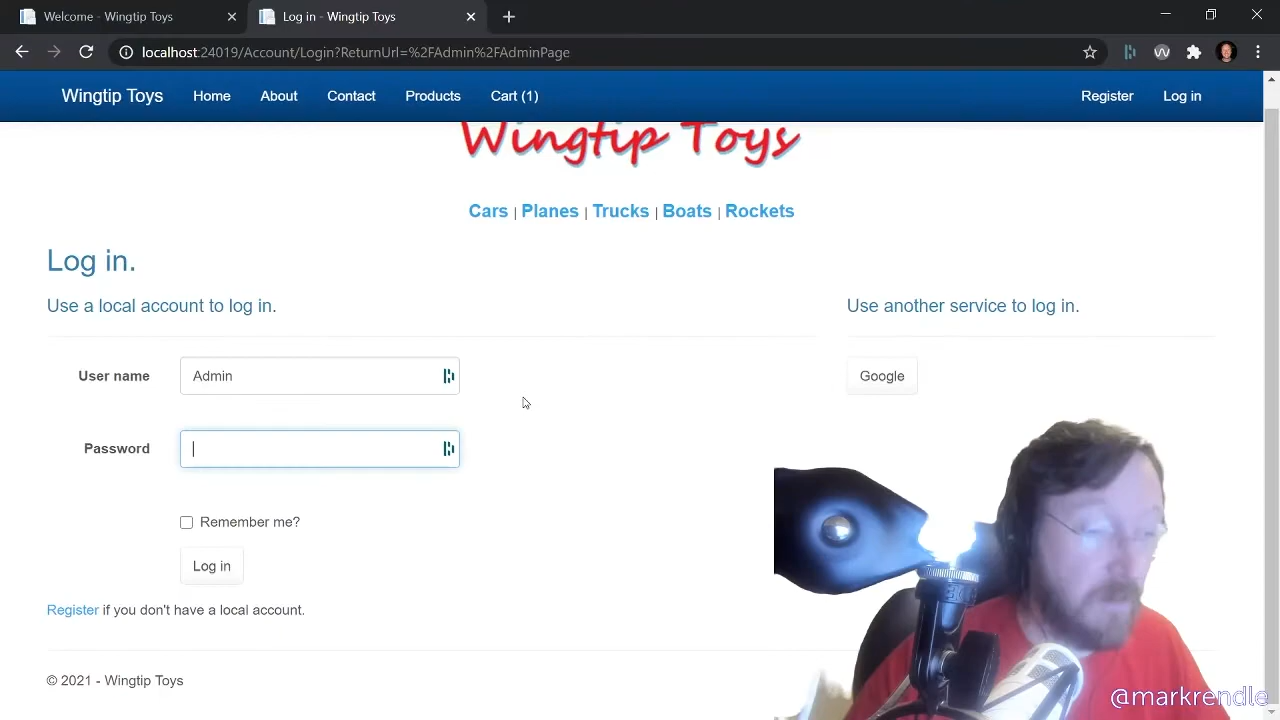 Welcome - Wingtip Toys
Log in - Wingtip Toys
localhost:24019/Account/Login?ReturnUrl=%2FAdmin%2FAdminPage
Wingtip Toys Home About Contact Products Cart (1) Register Log in
Wingtip Toys
Cars | Planes | Trucks | Boats | Rockets
Log in.
Use a local account to log in.
Use another service to log in.
User name Admin
Google
Password
Remember me?
Log in
Register if you don't have a local account.
© 2021 - Wingtip Toys
@markrendle